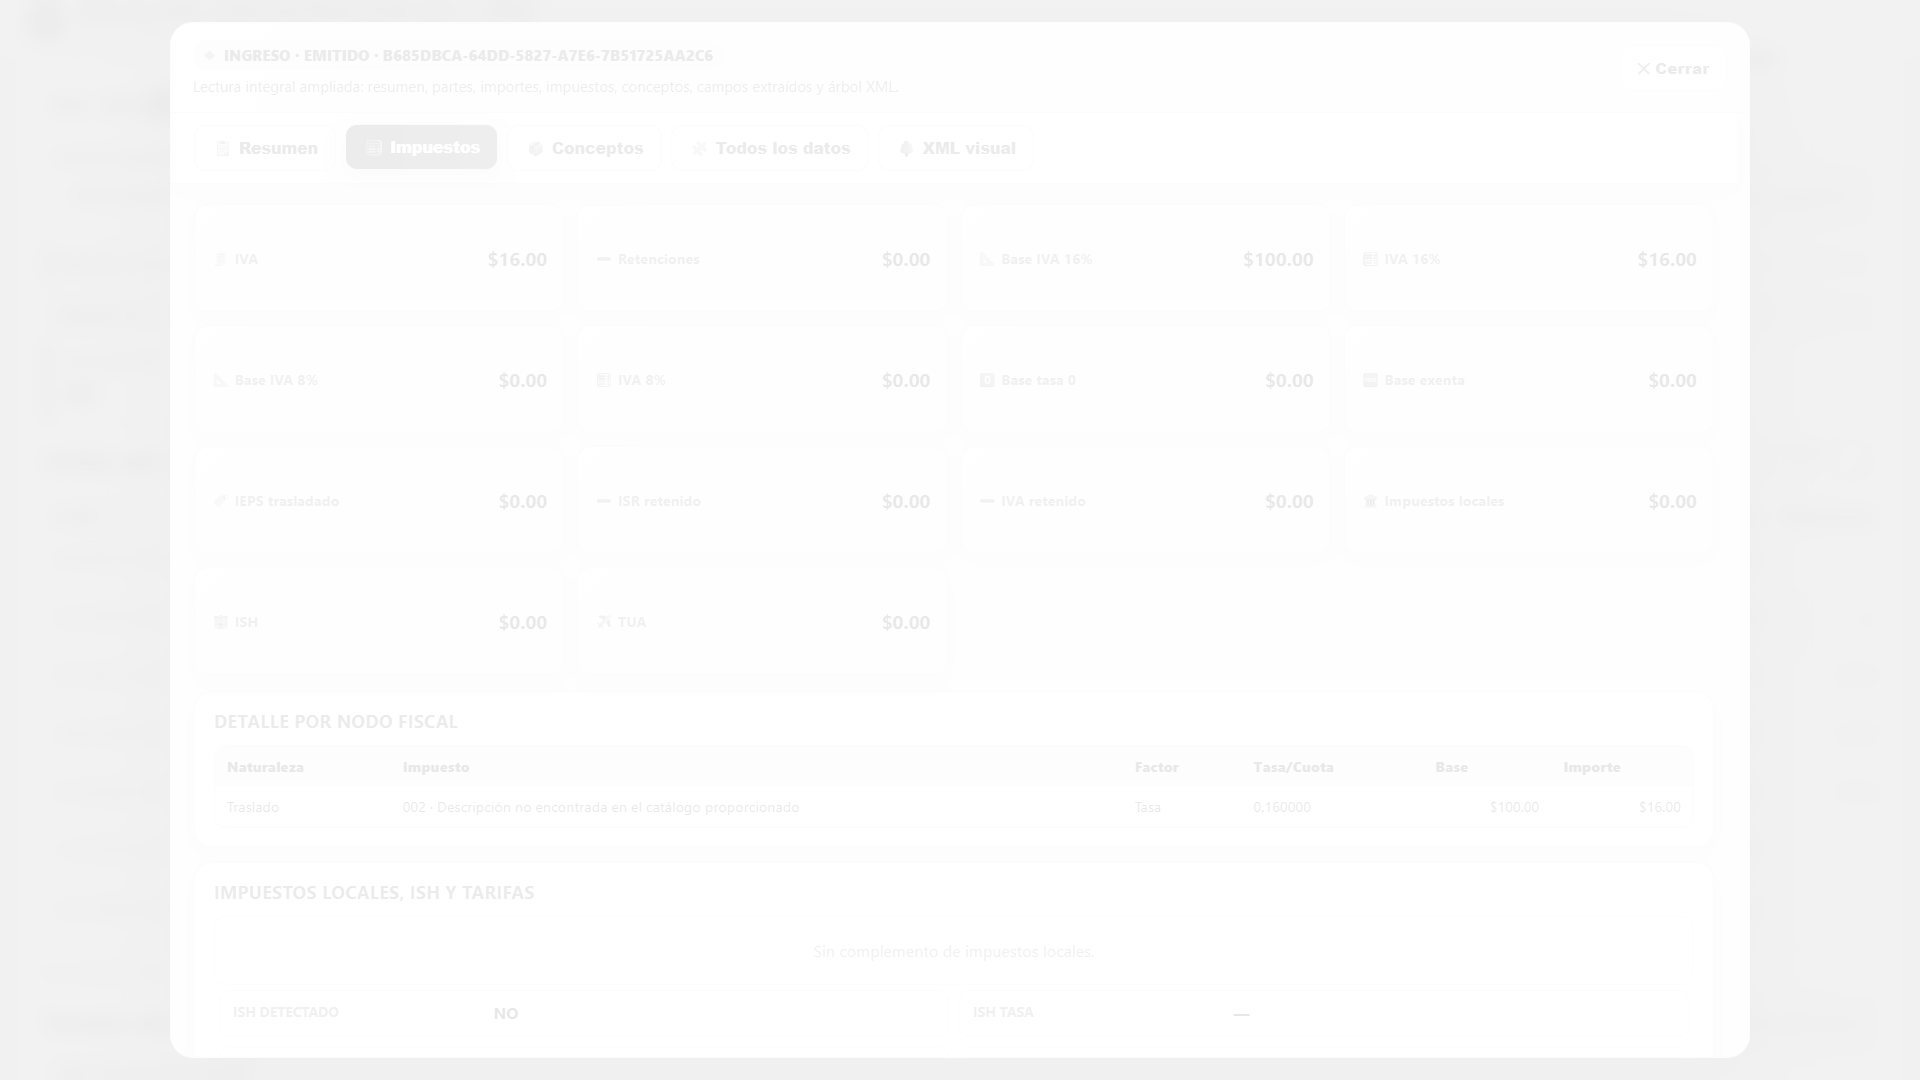 INGRESO · EMITIDO · B685DBCA-64DD-5827-A7E6-7B51725AA2C6
Lectura integral ampliada: resumen, partes, importes, impuestos, conceptos, campos extraídos y árbol XML.
Cerrar
Resumen
Impuestos
Conceptos
Todos los datos
XML visual
IVA $16.00
Retenciones $0.00
Base IVA 16% $100.00
IVA 16% $16.00
Base IVA 8% $0.00
IVA 8% $0.00
Base tasa 0 $0.00
Base exenta $0.00
IEPS trasladado $0.00
ISR retenido $0.00
IVA retenido $0.00
Impuestos locales $0.00
ISH $0.00
TUA $0.00
DETALLE POR NODO FISCAL
Naturaleza Impuesto Factor Tasa/Cuota Base Importe
Traslado 002 · Descripción no encontrada en el catálogo proporcionado Tasa 0.160000 $100.00 $16.00
IMPUESTOS LOCALES, ISH Y TARIFAS
Sin complemento de impuestos locales.
ISH DETECTADO NO
ISH TASA —